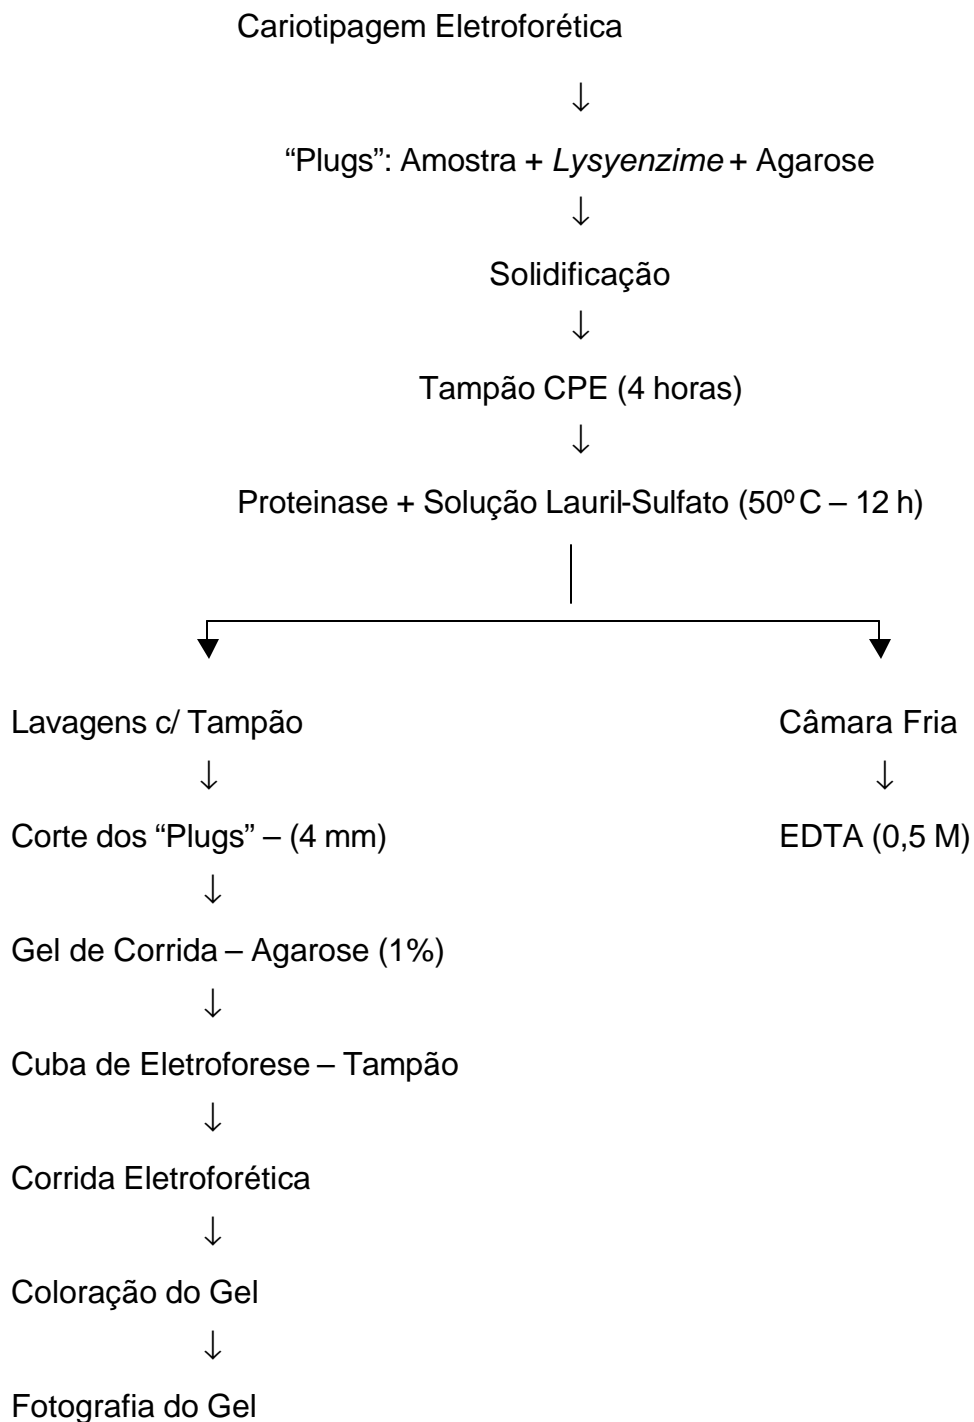 Cariotipagem Eletroforética
↓
“Plugs”: Amostra + Lysyenzime + Agarose
↓
Solidificação
↓
Tampão CPE (4 horas)
↓
Proteinase + Solução Lauril-Sulfato (50º C – 12 h)
Lavagens c/ Tampão
↓
Corte dos “Plugs” – (4 mm)
↓
Gel de Corrida – Agarose (1%)
↓
Cuba de Eletroforese – Tampão
↓
Corrida Eletroforética
↓
Coloração do Gel
↓
Fotografia do Gel
Câmara Fria
↓
EDTA (0,5 M)